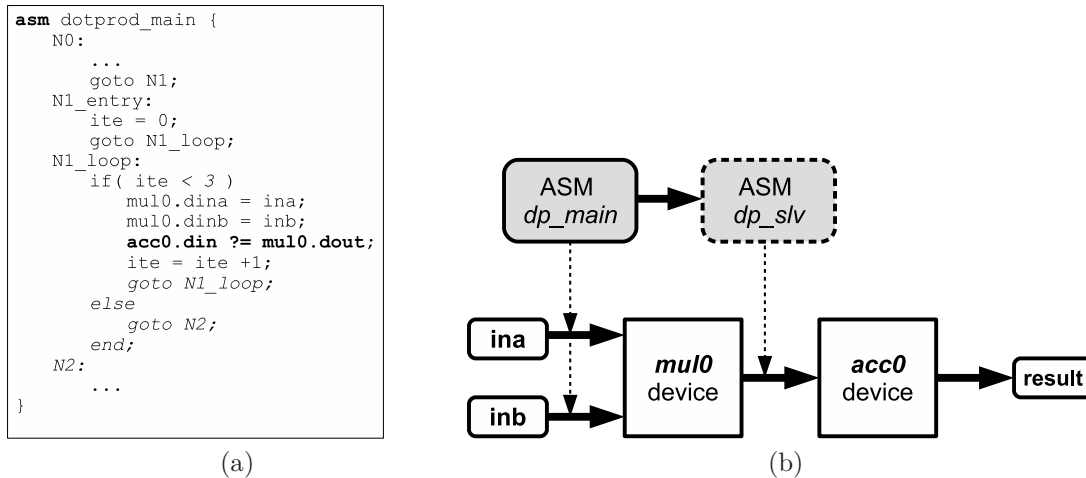 asm dotprod_main {
N0:
...
goto N1;
N1_entry:
ite = 0;
goto N1_loop;
N1_loop:
if( ite < 3 )
mul0.dina = ina;
mul0.dinb = inb;
acc0.din ?= mul0.dout;
ite = ite +1;
goto N1_loop;
else
goto N2;
end;
N2:
...
}
(a)
ASM
dp_main
ASM
dp_slv
ina
inb
mul0
device
acc0
device
result
(b)